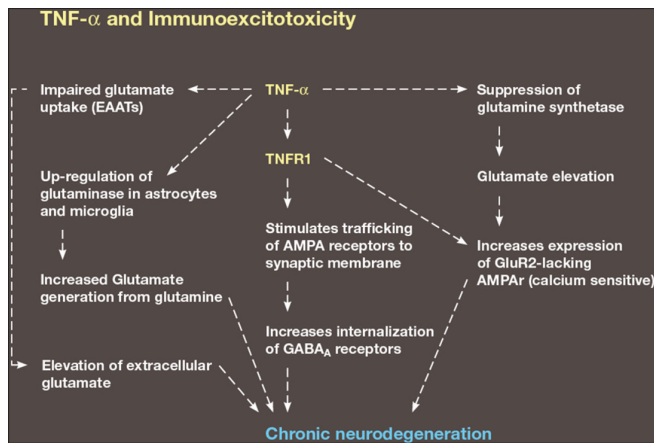 TNF-α and Immunoexcitotoxicity
Impaired glutamate
uptake (EAATs)
TNF-α
Suppression of
glutamine synthetase
TNFR1
Up-regulation of
glutaminase in astrocytes
and microglia
Glutamate elevation
Stimulates trafficking
of AMPA receptors to
synaptic membrane
Increases expression
of GluR2-lacking
AMPAr (calcium sensitive)
Increased Glutamate
generation from glutamine
Increases internalization
of GABAA receptors
Elevation of extracellular
glutamate
Chronic neurodegeneration